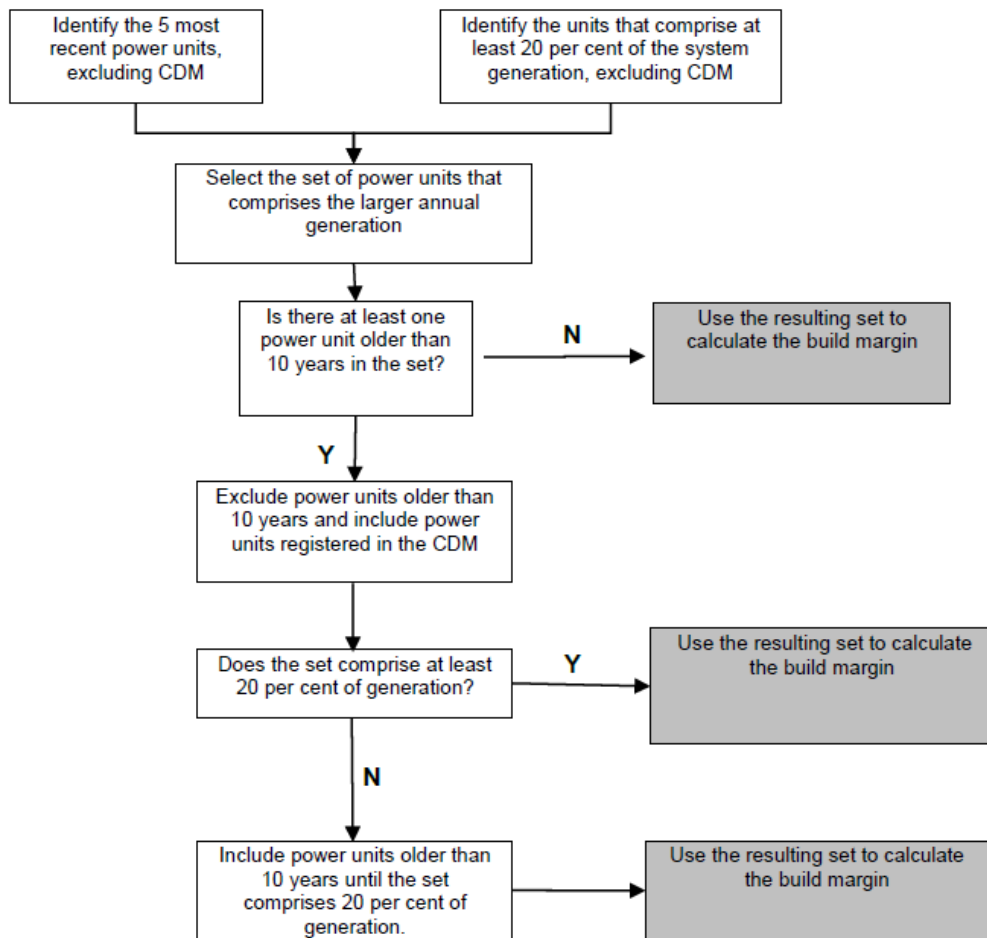 Identify the 5 most
recent power units,
excluding CDM
Identify the units that comprise at
least 20 per cent of the system
generation, excluding CDM
Select the set of power units that
comprises the larger annual
generation
Is there at least one
power unit older than
10 years in the set?
N
Use the resulting set to
calculate the build margin
Y
Exclude power units older than
10 years and include power
units registered in the CDM
Does the set comprise at least
20 per cent of generation?
Y
Use the resulting set to calculate
the build margin
N
Include power units older than
10 years until the set
comprises 20 per cent of
generation.
Use the resulting set to calculate
the build margin